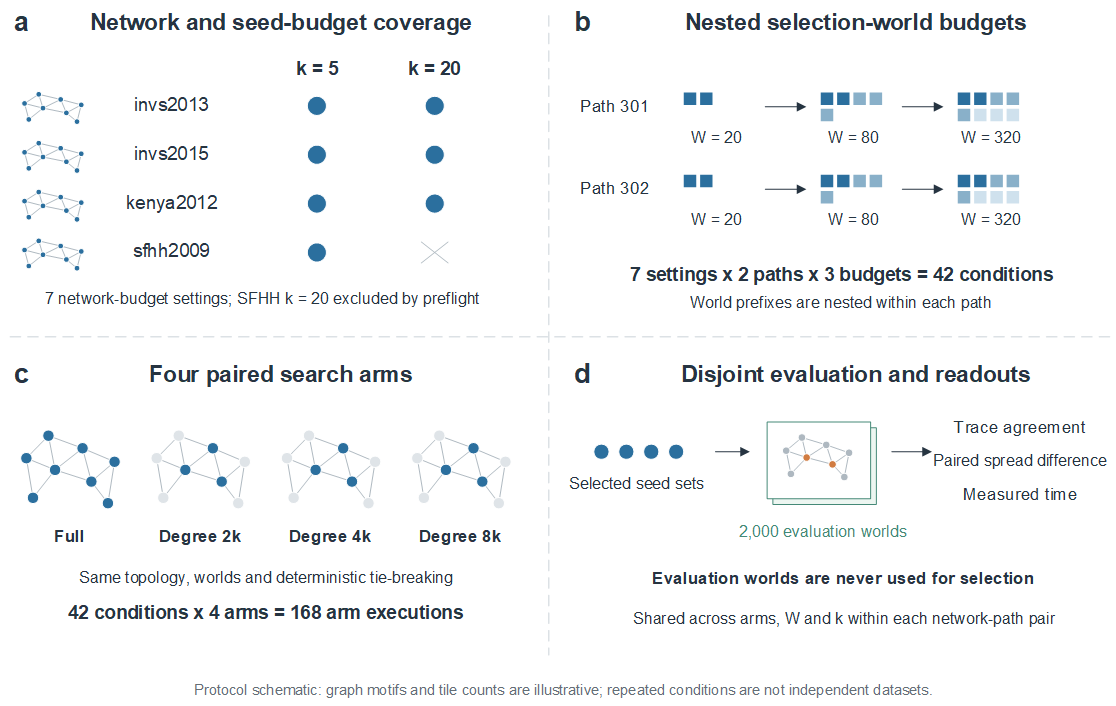 a Network and seed-budget coverage
k = 5 k = 20
invs2013
invs2015
kenya2012
sfhh2009
7 network-budget settings; SFHH k = 20 excluded by preflight
b Nested selection-world budgets
Path 301
W = 20 W = 80 W = 320
Path 302
W = 20 W = 80 W = 320
7 settings x 2 paths x 3 budgets = 42 conditions
World prefixes are nested within each path
c Four paired search arms
Full Degree 2k Degree 4k Degree 8k
Same topology, worlds and deterministic tie-breaking
42 conditions x 4 arms = 168 arm executions
d Disjoint evaluation and readouts
Selected seed sets
2,000 evaluation worlds
Trace agreement
Paired spread difference
Measured time
Evaluation worlds are never used for selection
Shared across arms, W and k within each network-path pair
Protocol schematic: graph motifs and tile counts are illustrative; repeated conditions are not independent datasets.